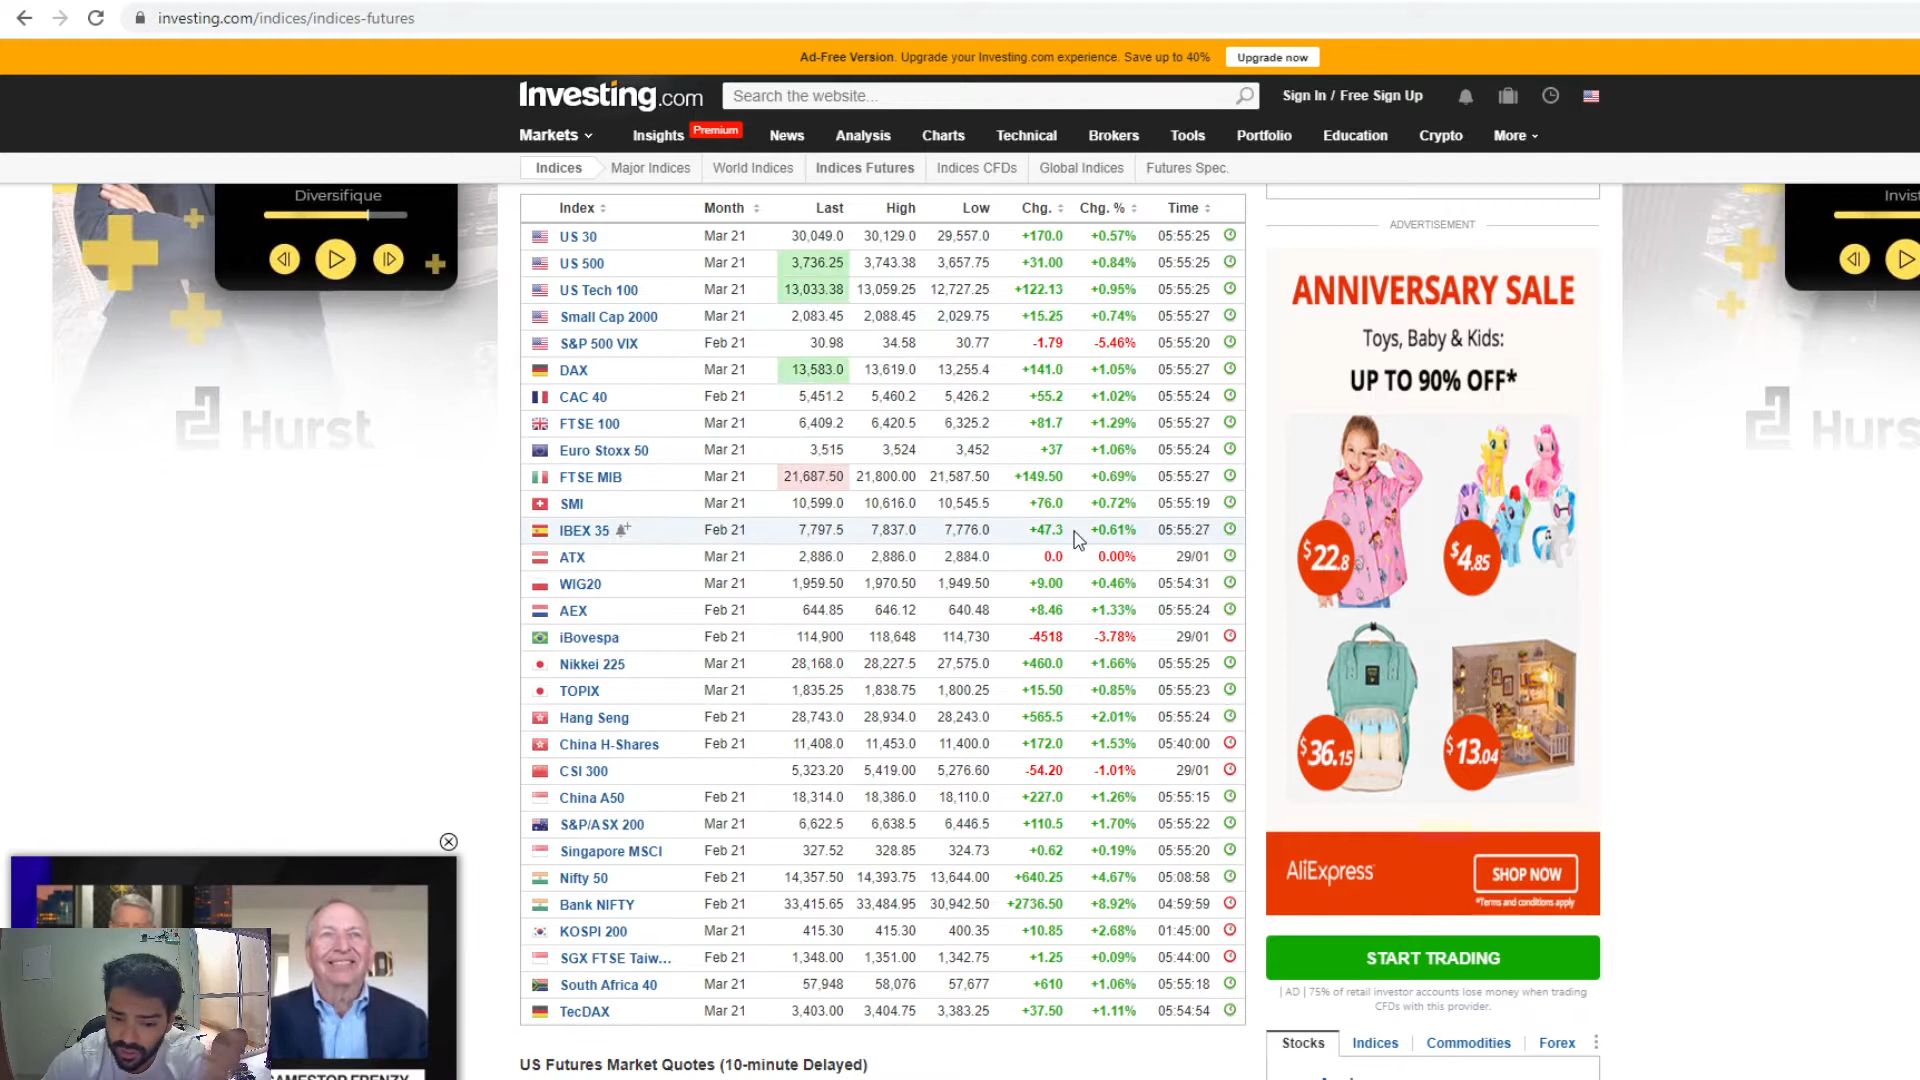 investing.com/indices/indices-futures
Ad-Free Version. Upgrade your Investing.com experience. Save up to 40% Upgrade now
Investing.com Search the website... Sign In / Free Sign Up
Markets Insights Premium News Analysis Charts Technical Brokers Tools Portfolio Education Crypto More
Indices Major Indices World Indices Indices Futures Indices CFDs Global Indices Futures Spec.
Diversifique
Hurst
Index Month Last High Low Chg. Chg. % Time
US 30 Mar 21 30,049.0 30,129.0 29,557.0 +170.0 +0.57% 05:55:25
US 500 Mar 21 3,736.25 3,743.38 3,657.75 +31.00 +0.84% 05:55:25
US Tech 100 Mar 21 13,033.38 13,059.25 12,727.25 +122.13 +0.95% 05:55:25
Small Cap 2000 Mar 21 2,083.45 2,088.45 2,029.75 +15.25 +0.74% 05:55:27
S&P 500 VIX Feb 21 30.98 34.58 30.77 -1.79 -5.46% 05:55:20
DAX Mar 21 13,583.0 13,619.0 13,255.4 +141.0 +1.05% 05:55:27
CAC 40 Feb 21 5,451.2 5,460.2 5,426.2 +55.2 +1.02% 05:55:24
FTSE 100 Mar 21 6,409.2 6,420.5 6,325.2 +81.7 +1.29% 05:55:27
Euro Stoxx 50 Mar 21 3,515 3,524 3,452 +37 +1.06% 05:55:24
FTSE MIB Mar 21 21,687.50 21,800.00 21,587.50 +149.50 +0.69% 05:55:27
SMI Mar 21 10,599.0 10,616.0 10,545.5 +76.0 +0.72% 05:55:19
IBEX 35 Feb 21 7,797.5 7,837.0 7,776.0 +47.3 +0.61% 05:55:27
ATX Mar 21 2,886.0 2,886.0 2,884.0 0.0 0.00% 29/01
WIG20 Mar 21 1,959.50 1,970.50 1,949.50 +9.00 +0.46% 05:54:31
AEX Feb 21 644.85 646.12 640.48 +8.46 +1.33% 05:55:24
iBovespa Feb 21 114,900 118,648 114,730 -4518 -3.78% 29/01
Nikkei 225 Mar 21 28,168.0 28,227.5 27,575.0 +460.0 +1.66% 05:55:25
TOPIX Mar 21 1,835.25 1,838.75 1,800.25 +15.50 +0.85% 05:55:23
Hang Seng Feb 21 28,743.0 28,934.0 28,243.0 +565.5 +2.01% 05:55:24
China H-Shares Feb 21 11,408.0 11,453.0 11,400.0 +172.0 +1.53% 05:40:00
CSI 300 5,323.20 5,419.00 5,276.60 -54.20 -1.01% 29/01
China A50 Feb 21 18,314.0 18,386.0 18,110.0 +227.0 +1.26% 05:55:15
S&P/ASX 200 Mar 21 6,622.5 6,638.5 6,446.5 +110.5 +1.70% 05:55:22
Singapore MSCI Feb 21 327.52 328.85 324.73 +0.62 +0.19% 05:55:20
Nifty 50 Feb 21 14,357.50 14,393.75 13,644.00 +640.25 +4.67% 05:08:58
Bank NIFTY Feb 21 33,415.65 33,484.95 30,942.50 +2736.50 +8.92% 04:59:59
KOSPI 200 Mar 21 415.30 415.30 400.35 +10.85 +2.68% 01:45:00
SGX FTSE Taiw... Feb 21 1,348.00 1,351.00 1,342.75 +1.25 +0.09% 05:44:00
South Africa 40 Mar 21 57,948 58,076 57,677 +610 +1.06% 05:55:18
TecDAX Mar 21 3,403.00 3,404.75 3,383.25 +37.50 +1.11% 05:54:54
US Futures Market Quotes (10-minute Delayed)
ADVERTISEMENT
ANNIVERSARY SALE
Toys, Baby & Kids:
UP TO 90% OFF*
$22.8
$4.85
$36.15
$13.04
AliExpress SHOP NOW
*Terms and conditions apply
START TRADING
| AD | 75% of retail investor accounts lose money when trading
CFDs with this provider.
Stocks Indices Commodities Forex
Invis
Hurs
GAMESTOP FRENZY